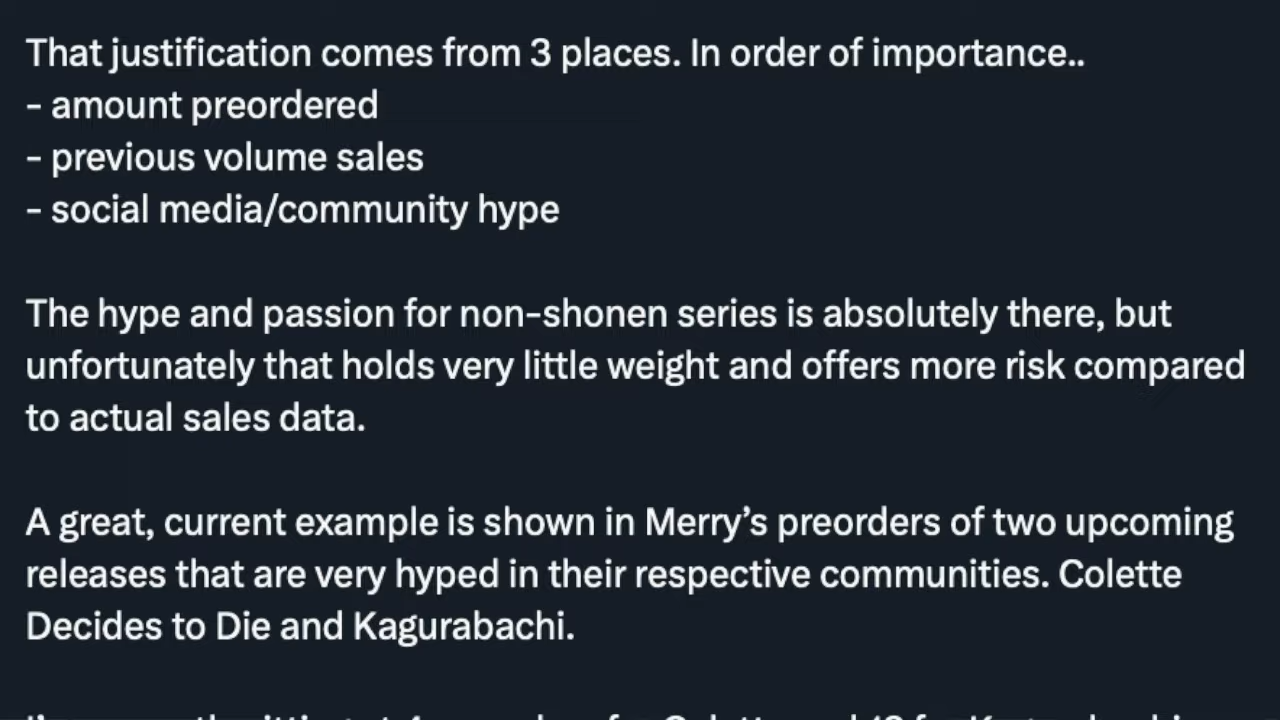 That justification comes from 3 places. In order of importance..
- amount preordered
- previous volume sales
- social media/community hype
The hype and passion for non-shonen series is absolutely there, but
unfortunately that holds very little weight and offers more risk compared
to actual sales data.
A great, current example is shown in Merry’s preorders of two upcoming
releases that are very hyped in their respective communities. Colette
Decides to Die and Kagurabachi.